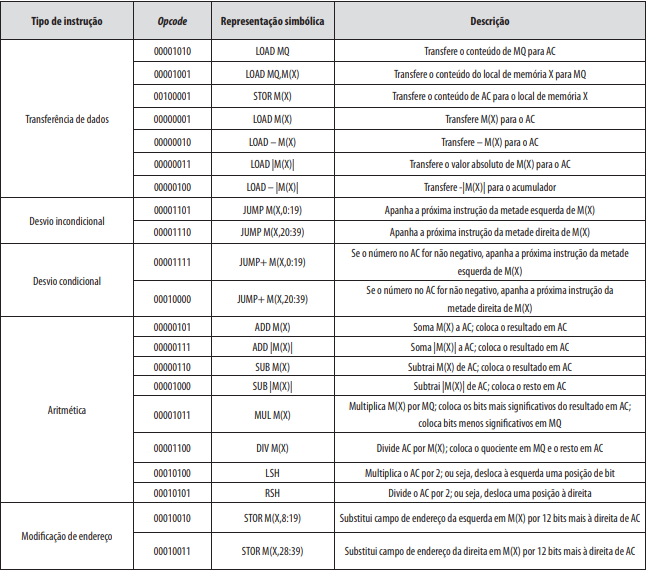 Tipo de instrução Opcode Representação simbólica Descrição
Transferência de dados
00001010 LOAD MQ Transfere o conteúdo de MQ para AC
00001001 LOAD MQ,M(X) Transfere o conteúdo do local de memória X para MQ
00100001 STOR M(X) Transfere o conteúdo de AC para o local de memória X
00000001 LOAD M(X) Transfere M(X) para o AC
00000010 LOAD – M(X) Transfere – M(X) para o AC
00000011 LOAD |M(X)| Transfere o valor absoluto de M(X) para o AC
00000100 LOAD – |M(X)| Transfere -|M(X)| para o acumulador
Desvio incondicional
00001101 JUMP M(X,0:19) Apanha a próxima instrução da metade esquerda de M(X)
00001110 JUMP M(X,20:39) Apanha a próxima instrução da metade direita de M(X)
Desvio condicional
00001111 JUMP+ M(X,0:19) Se o número no AC for não negativo, apanha a próxima instrução da metade
esquerda de M(X)
00010000 JUMP+ M(X,20:39) Se o número no AC for não negativo, apanha a próxima instrução da
metade direita de M(X)
Aritmética
00000101 ADD M(X) Soma M(X) a AC; coloca o resultado em AC
00000111 ADD |M(X)| Soma |M(X)| a AC; coloca o resultado em AC
00000110 SUB M(X) Subtrai M(X) de AC; coloca o resultado em AC
00001000 SUB |M(X)| Subtrai |M(X)| de AC; coloca o resto em AC
00001011 MUL M(X) Multiplica M(X) por MQ; coloca os bits mais significativos do resultado em AC;
coloca bits menos significativos em MQ
00001100 DIV M(X) Divide AC por M(X); coloca o quociente em MQ e o resto em AC
00010100 LSH Multiplica o AC por 2; ou seja, desloca à esquerda uma posição de bit
00010101 RSH Divide o AC por 2; ou seja, desloca uma posição à direita
Modificação de endereço
00010010 STOR M(X,8:19) Substitui campo de endereço da esquerda em M(X) por 12 bits mais à direita de AC
00010011 STOR M(X,28:39) Substitui campo de endereço da direita em M(X) por 12 bits mais à direita de AC